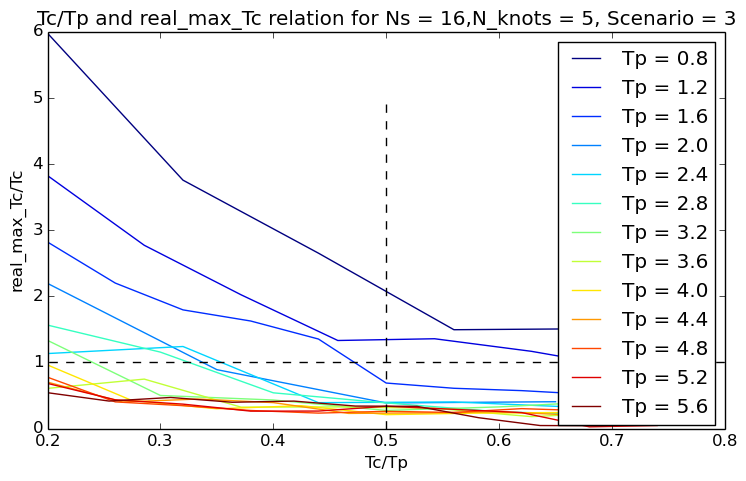 Tc/Tp and real_max_Tc relation for Ns = 16,N_knots = 5, Scenario = 3
6
5
4
3
2
1
0
real_max_Tc/Tc
0.2 0.3 0.4 0.5 0.6 0.7 0.8
Tc/Tp
Tp = 0.8
Tp = 1.2
Tp = 1.6
Tp = 2.0
Tp = 2.4
Tp = 2.8
Tp = 3.2
Tp = 3.6
Tp = 4.0
Tp = 4.4
Tp = 4.8
Tp = 5.2
Tp = 5.6